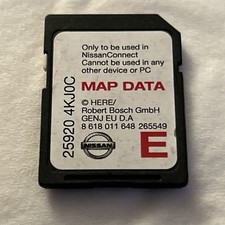 Only to be used in
NissanConnect
Cannot be used in any
other device or PC
MAP DATA
© HERE/
Robert Bosch GmbH
GENJ EU D.A
8 618 011 648 265549
NISSAN
E
25920 4KJ0C